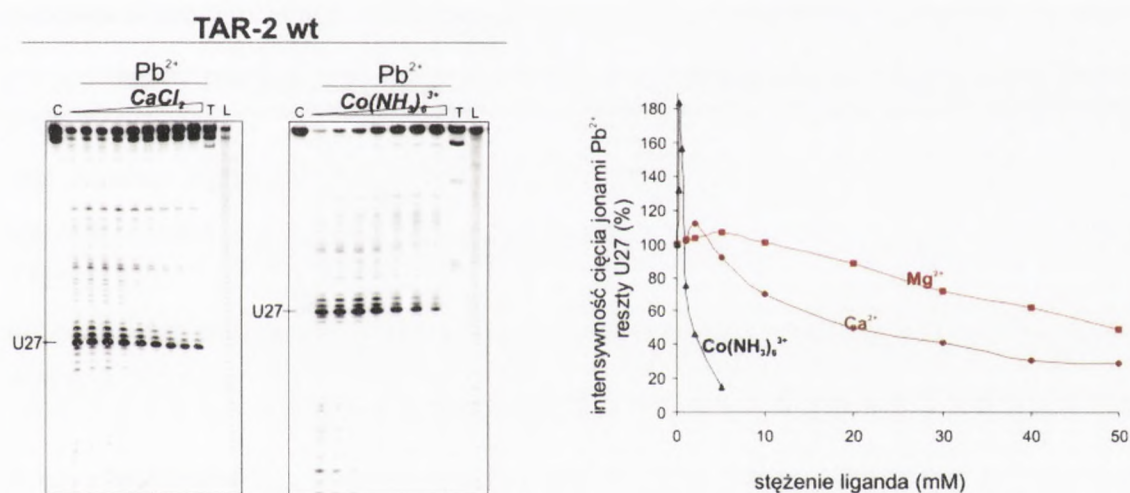 TAR-2 wt
Pb²⁺
CaCl₂
C T L
U27
Pb²⁺
Co(NH₃)₆³⁺
C T L
U27
intensywność cięcia jonami Pb²⁺
reszty U27 (%)
180
160
140
120
100
80
60
40
20
0
Mg²⁺
Ca²⁺
Co(NH₃)₆³⁺
0 10 20 30 40 50
stężenie liganda (mM)